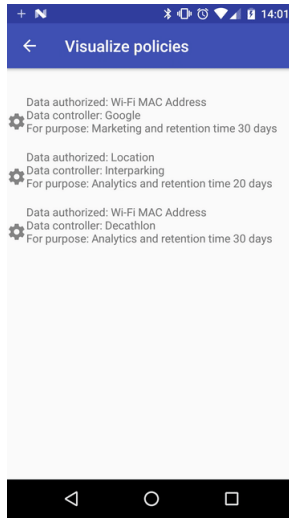 14:01
Visualize policies
Data authorized: Wi-Fi MAC Address
Data controller: Google
For purpose: Marketing and retention time 30 days
Data authorized: Location
Data controller: Interparking
For purpose: Analytics and retention time 20 days
Data authorized: Wi-Fi MAC Address
Data controller: Decathlon
For purpose: Analytics and retention time 30 days